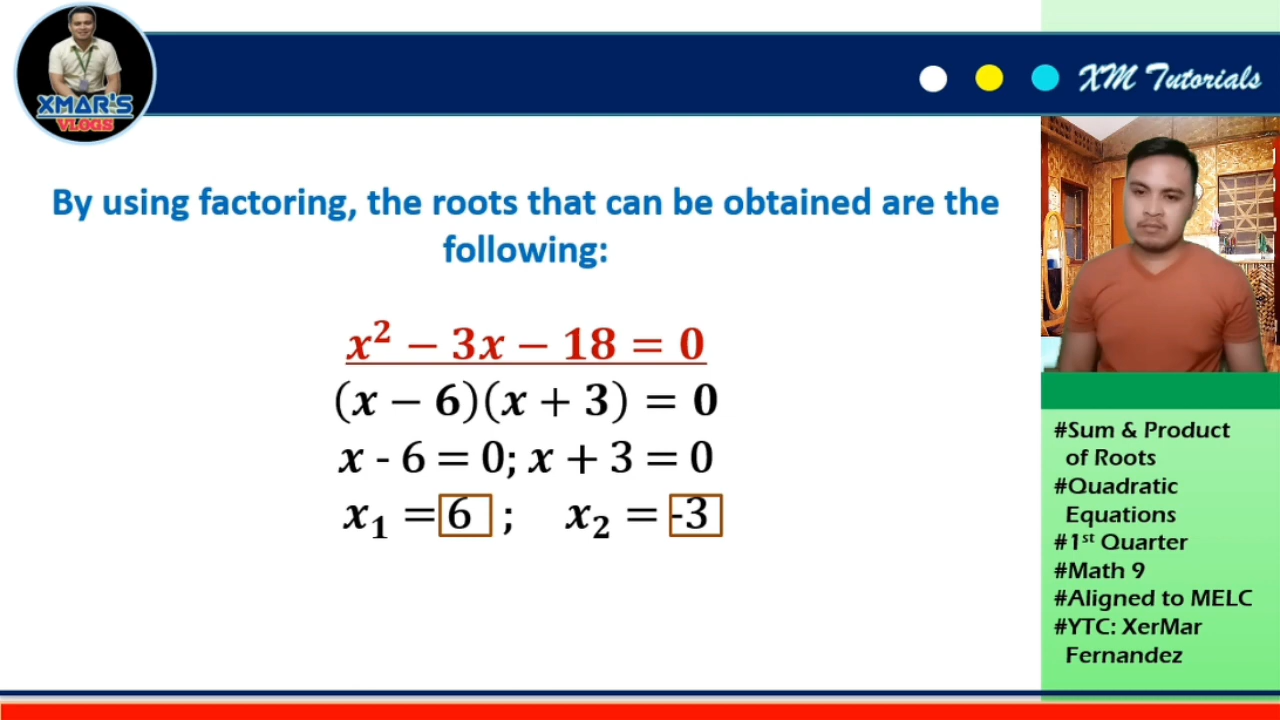 XMAR'S
VLOGS
XM Tutorials
By using factoring, the roots that can be obtained are the
following:
x² − 3x − 18 = 0
(x − 6)(x + 3) = 0
x - 6 = 0; x + 3 = 0
x₁ = 6 ; x₂ = -3
#Sum & Product
of Roots
#Quadratic
Equations
#1ˢᵗ Quarter
#Math 9
#Aligned to MELC
#YTC: XerMar
Fernandez